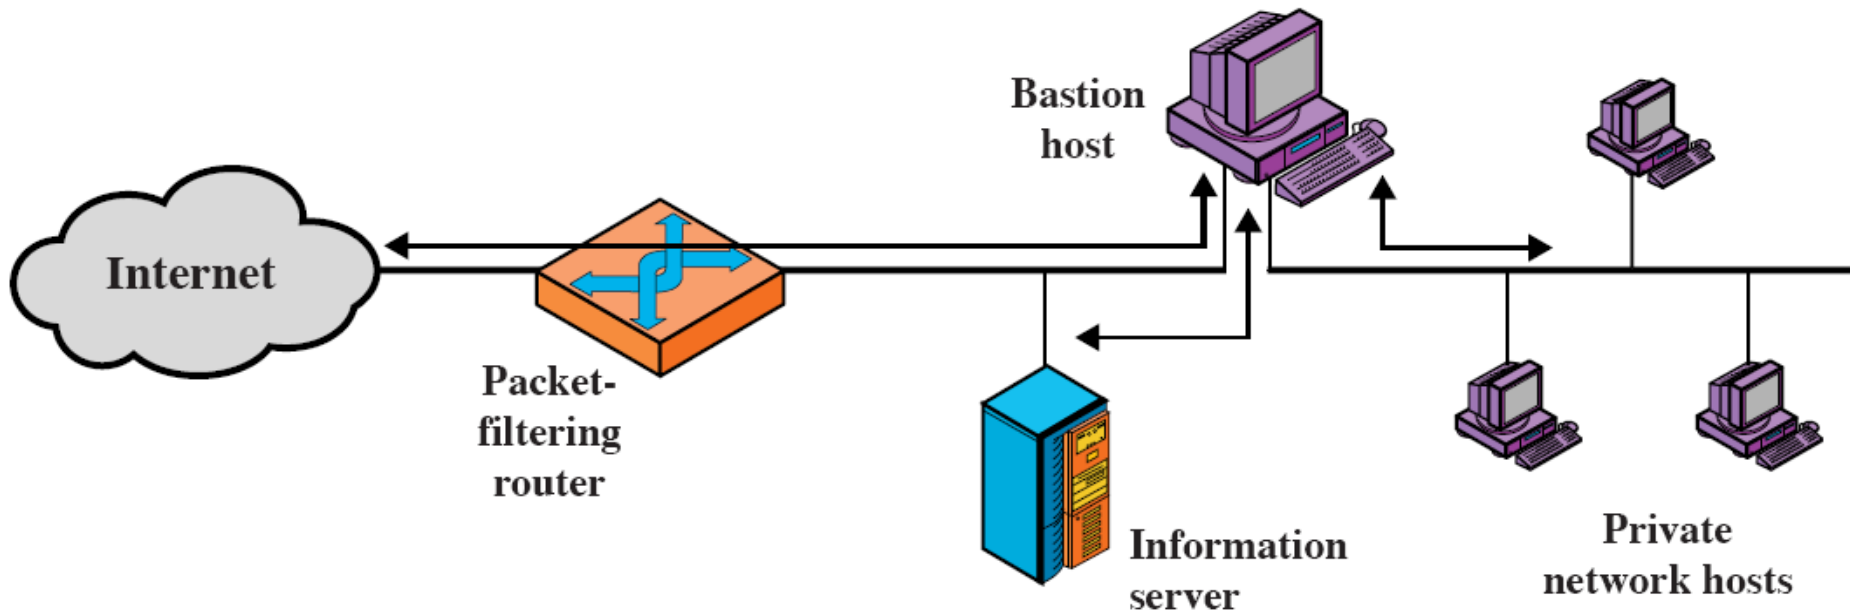 Bastion
host
Internet
Packet-
filtering
router
Information
server
Private
network hosts